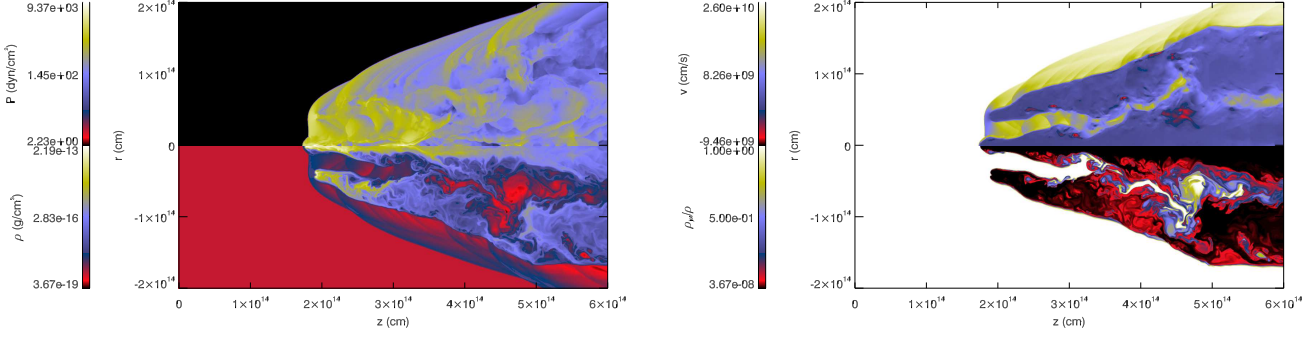 9.37e+03
P (dyn/cm²)
1.45e+02
2.23e+00
2.19e-13
ρ (g/cm³)
2.83e-16
3.67e-19
2×10¹⁴
1×10¹⁴
r (cm)
0
-1×10¹⁴
-2×10¹⁴
0 1×10¹⁴ 2×10¹⁴ 3×10¹⁴ 4×10¹⁴ 5×10¹⁴ 6×10¹⁴
z (cm)
2.60e+10
v (cm/s)
8.26e+09
-9.46e+09
1.00e+00
5.00e-01
3.67e-08
2×10¹⁴
1×10¹⁴
r (cm)
0
-1×10¹⁴
-2×10¹⁴
0 1×10¹⁴ 2×10¹⁴ 3×10¹⁴ 4×10¹⁴ 5×10¹⁴ 6×10¹⁴
z (cm)